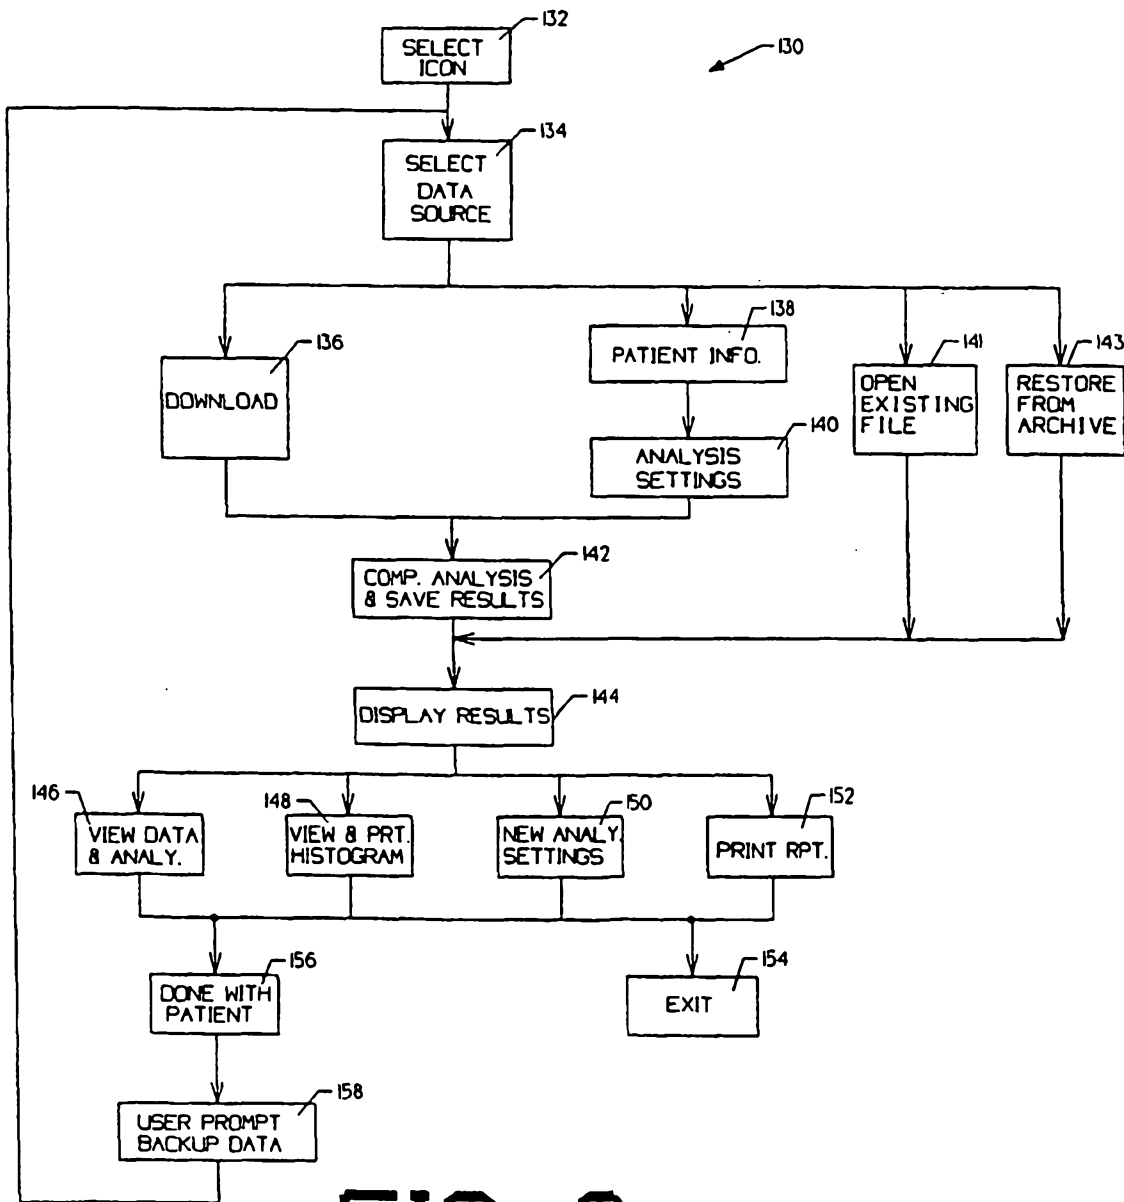 132
SELECT
ICON
130
134
SELECT
DATA
SOURCE
136
DOWNLOAD
138
PATIENT INFO.
140
ANALYSIS
SETTINGS
141
OPEN
EXISTING
FILE
143
RESTORE
FROM
ARCHIVE
142
COMP. ANALYSIS
& SAVE RESULTS
144
DISPLAY RESULTS
146
VIEW DATA
& ANALY.
148
VIEW & PRT.
HISTOGRAM
150
NEW ANALY.
SETTINGS
152
PRINT RPT.
156
DONE WITH
PATIENT
154
EXIT
158
USER PROMPT
BACKUP DATA